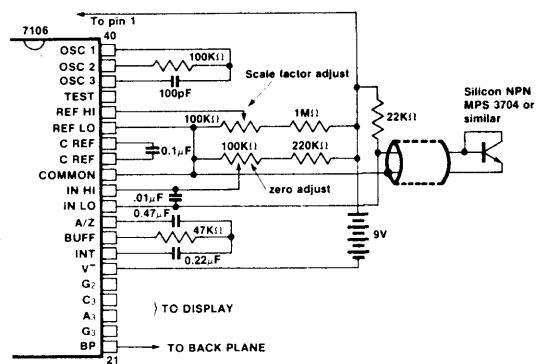 To pin 1
7106
40
OSC 1
OSC 2
OSC 3
TEST
REF HI
REF LO
C REF
C REF
COMMON
IN HI
IN LO
A/Z
BUFF
INT
V⁻
G₂
C₃
A₃
G₃
BP
21
100KΩ
100pF
Scale factor adjust
100KΩ
1MΩ
22KΩ
Silicon NPN
MPS 3704 or
similar
0.1μF
100KΩ
220KΩ
zero adjust
.01μF
0.47μF
47KΩ
0.22μF
9V
TO DISPLAY
TO BACK PLANE